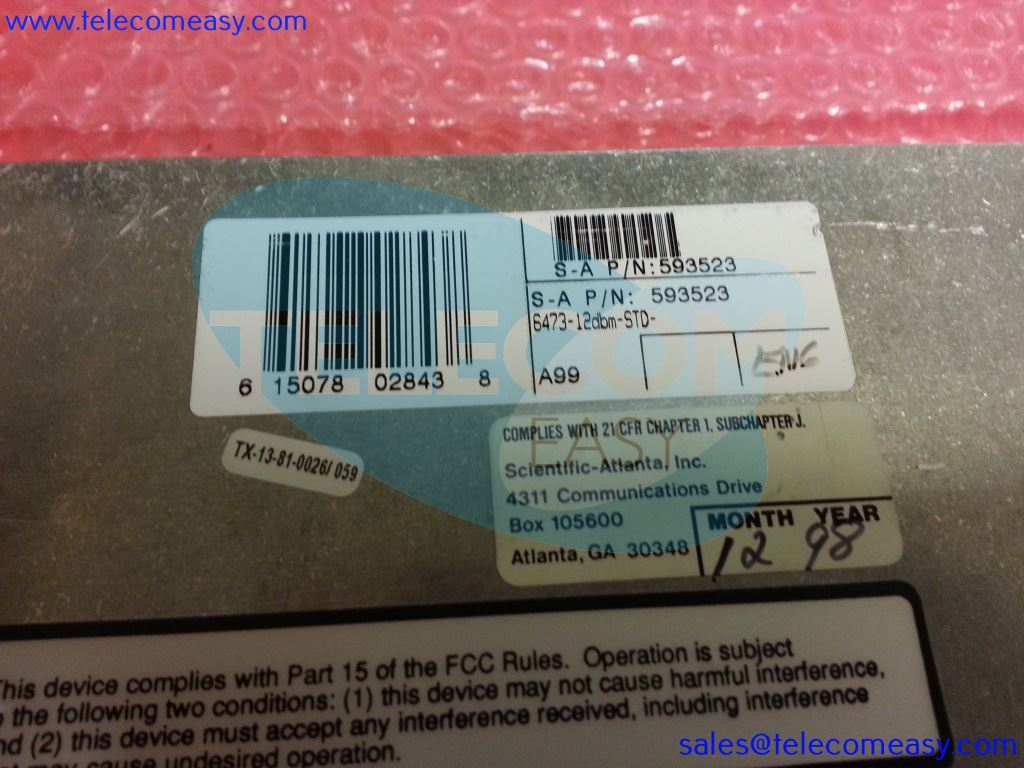 www.telecomeasy.com
S-A P/N:593523
S-A P/N: 593523
6473-12dbm-STD-
A99
6 15078 02843 8
TELECOM
EASY
COMPLIES WITH 21 CFR CHAPTER 1, SUBCHAPTER J.
Scientific-Atlanta, Inc.
4311 Communications Drive
Box 105600
Atlanta, GA 30348
MONTH YEAR
12 98
TX-13-81-0026/059
This device complies with Part 15 of the FCC Rules. Operation is subject
the following two conditions: (1) this device may not cause harmful interference,
(2) this device must accept any interference received, including interference
may cause undesired operation.
sales@telecomeasy.com